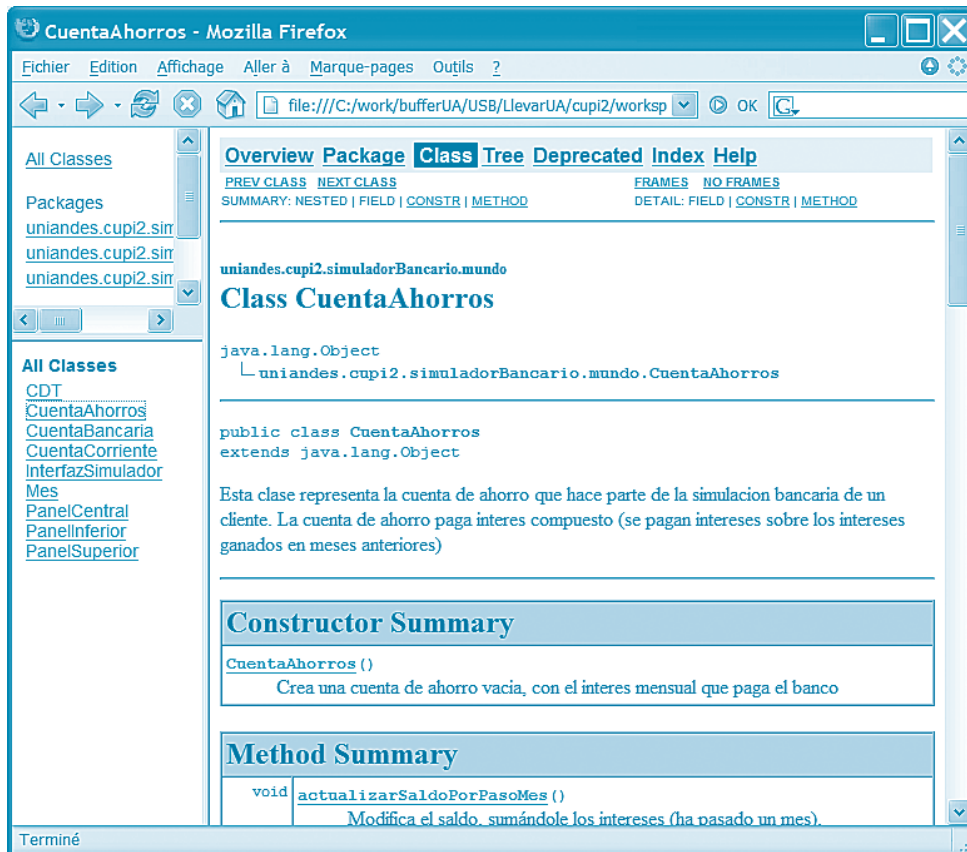 CuentaAhorros - Mozilla Firefox
Fichier Edition Affichage Aller à Marque-pages Outils ?
file:///C:/work/bufferUA/USB/LlevarUA/cupi2/worksp OK G
All Classes
Packages
uniandes.cupi2.sim
uniandes.cupi2.sim
uniandes.cupi2.sim
All Classes
CDT
CuentaAhorros
CuentaBancaria
CuentaCorriente
InterfazSimulador
Mes
PanelCentral
PanelInferior
PanelSuperior
Overview Package Class Tree Deprecated Index Help
PREV CLASS NEXT CLASS FRAMES NO FRAMES
SUMMARY: NESTED | FIELD | CONSTR | METHOD DETAIL: FIELD | CONSTR | METHOD
uniandes.cupi2.simuladorBancario.mundo
Class CuentaAhorros
java.lang.Object
uniandes.cupi2.simuladorBancario.mundo.CuentaAhorros
public class CuentaAhorros
extends java.lang.Object
Esta clase representa la cuenta de ahorro que hace parte de la simulacion bancaria de un
cliente. La cuenta de ahorro paga interes compuesto (se pagan intereses sobre los intereses
ganados en meses anteriores)
Constructor Summary
CuentaAhorros()
Crea una cuenta de ahorro vacia, con el interes mensual que paga el banco
Method Summary
void actualizarSaldoPorPasoMes()
Modifica el saldo, sumándole los intereses (ha pasado un mes).
Terminé